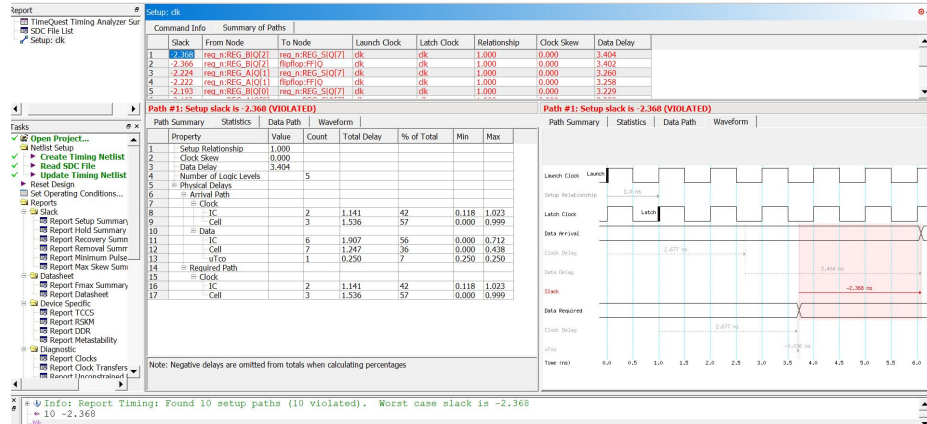 Report
TimeQuest Timing Analyzer Sur
SDC File List
Setup: clk
Setup: clk
Command Info Summary of Paths
Slack From Node To Node Launch Clock Latch Clock Relationship Clock Skew Data Delay
1 -2.368 reg_n:REG_B|Q[2] reg_n:REG_S|Q[7] clk clk 1.000 0.000 3.404
2 -2.366 reg_n:REG_B|Q[2] flipflop:FF|Q clk clk 1.000 0.000 3.402
3 -2.224 reg_n:REG_A|Q[1] reg_n:REG_S|Q[7] clk clk 1.000 0.000 3.260
4 -2.222 reg_n:REG_A|Q[1] flipflop:FF|Q clk clk 1.000 0.000 3.258
5 -2.193 reg_n:REG_B|Q[0] reg_n:REG_S|Q[7] clk clk 1.000 0.000 3.229
Tasks
Open Project...
Netlist Setup
Create Timing Netlist
Read SDC File
Update Timing Netlist
Reset Design
Set Operating Conditions...
Reports
Slack
Report Setup Summary
Report Hold Summary
Report Recovery Summ
Report Removal Summ
Report Minimum Pulse
Report Max Skew Sum
Datasheet
Report Fmax Summary
Report Datasheet
Device Specific
Report TCCS
Report RSKM
Report DDR
Report Metastability
Diagnostic
Report Clocks
Report Clock Transfers
Report Unconstrained
Path #1: Setup slack is -2.368 (VIOLATED)
Path Summary Statistics Data Path Waveform
Property Value Count Total Delay % of Total Min Max
1 Setup Relationship 1.000
2 Clock Skew 0.000
3 Data Delay 3.404
4 Number of Logic Levels 5
5 Physical Delays
6 Arrival Path
7 Clock
8 IC 2 1.141 42 0.118 1.023
9 Cell 3 1.536 57 0.000 0.999
10 Data
11 IC 6 1.907 56 0.000 0.712
12 Cell 7 1.247 36 0.000 0.438
13 uTco 1 0.250 7 0.250 0.250
14 Required Path
15 Clock
16 IC 2 1.141 42 0.118 1.023
17 Cell 3 1.536 57 0.000 0.999
Note: Negative delays are omitted from totals when calculating percentages
Path #1: Setup slack is -2.368 (VIOLATED)
Path Summary Statistics Data Path Waveform
Launch Clock Launch
Setup Relationship 1.0 ns
Latch Clock Latch
Data Arrival
Clock Delay 2.677 ns
Data Delay 3.404 ns
Slack -2.368 ns
Data Required
Clock Delay 2.677 ns
uTsu
Time (ns) 0.0 0.5 1.0 1.5 2.0 2.5 3.0 3.5 4.0 4.5 5.0 5.5 6.0
Info: Report Timing: Found 10 setup paths (10 violated). Worst case slack is -2.368
10 -2.368